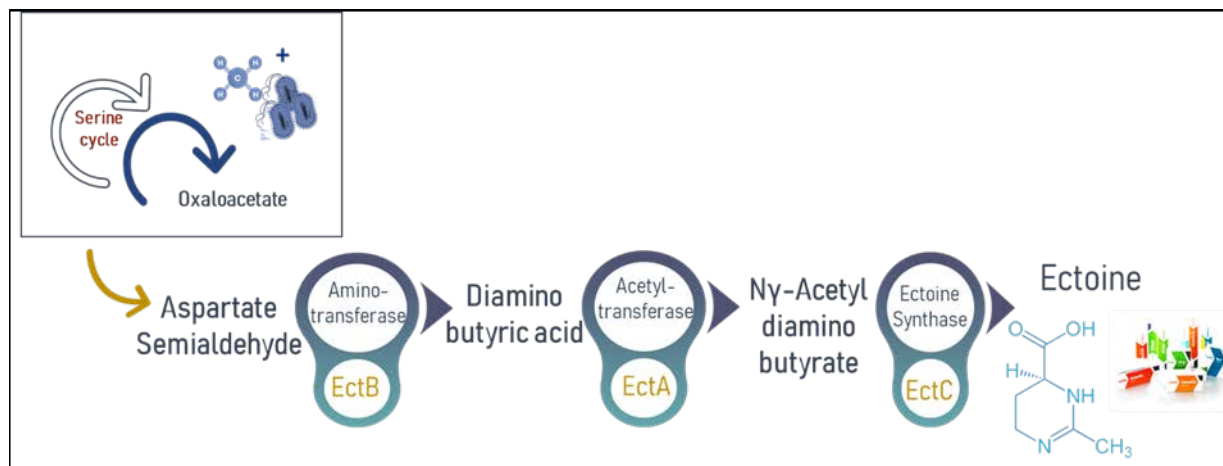 H
H
C
H
H
+
Serine
cycle
Oxaloacetate
Aspartate
Semialdehyde
Amino-
transferase
EctB
Diamino
butyric acid
Acetyl-
transferase
EctA
Nγ-Acetyl
diamino
butyrate
Ectoine
Synthase
EctC
Ectoine
O
OH
H
NH
N
CH3